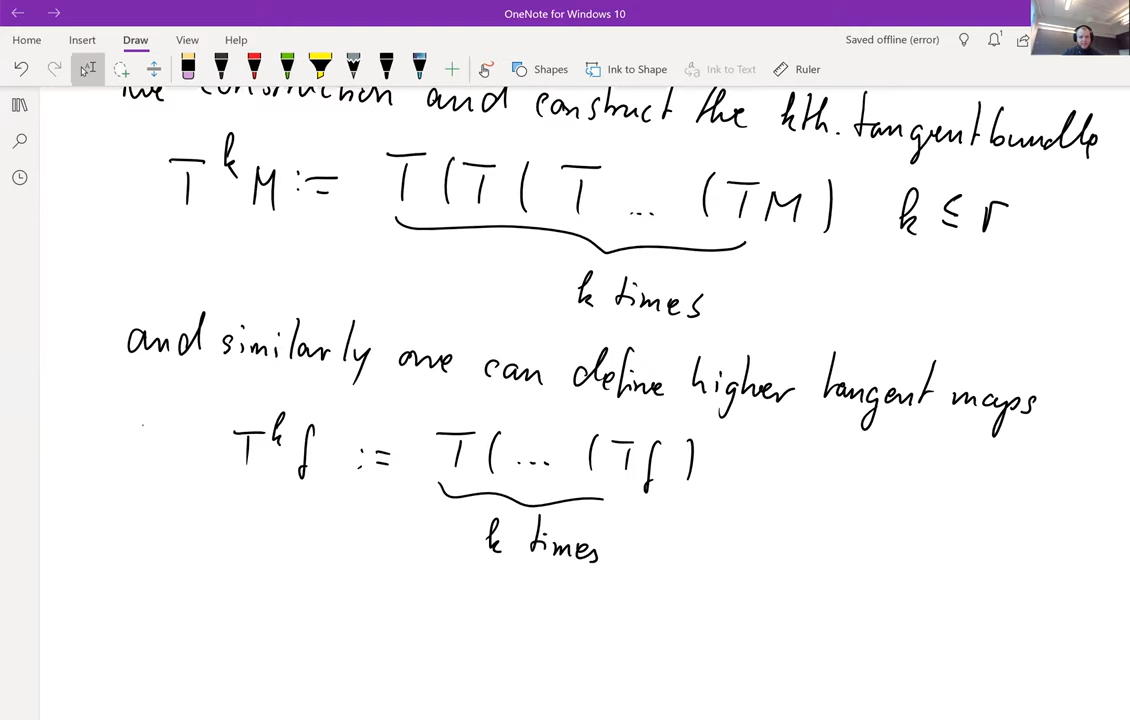 OneNote for Windows 10
Home Insert Draw View Help Saved offline (error)
Shapes Ink to Shape Ink to Text Ruler
the construction and construct the kth. tangent bundle
T^k M := T(T(T ... (TM) k ≤ r
k times
and similarly one can define higher tangent maps
T^k f := T(... (Tf)
k times